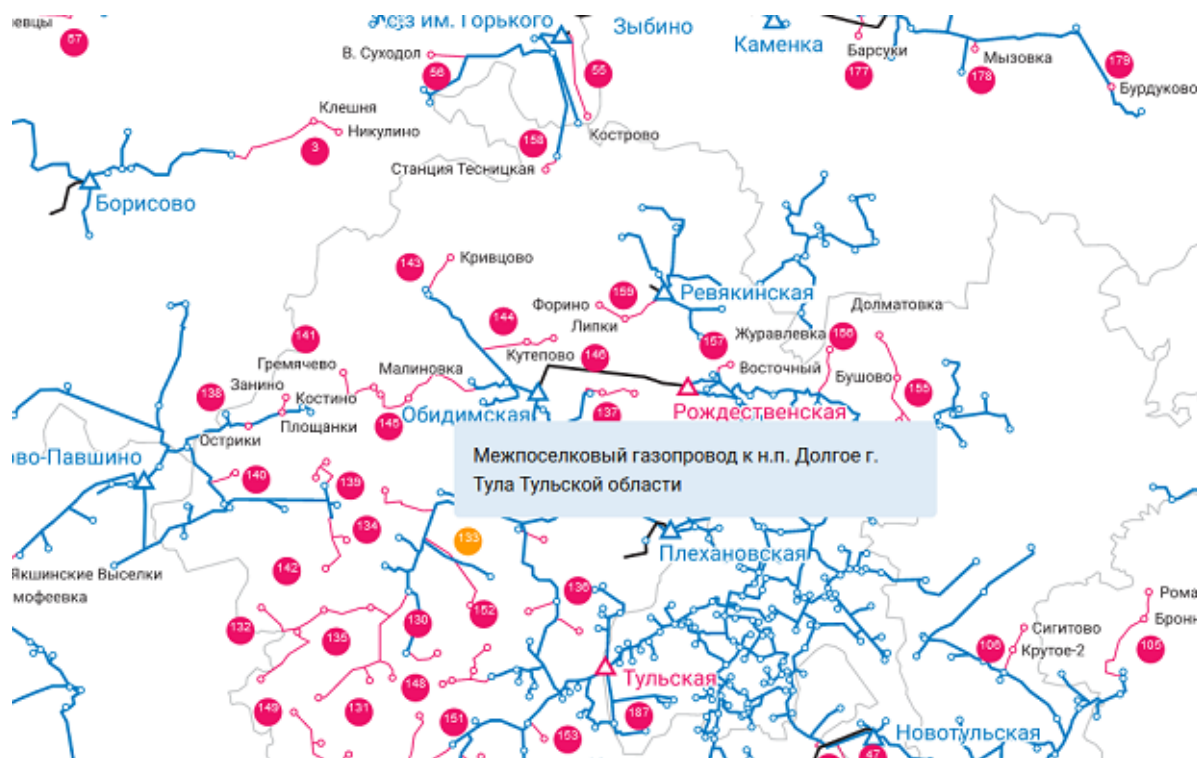 евцы
57
ГРЭС им. Горького
Зыбино
Каменка
В. Суходол
56
55
Барсуки
177
Мызовка
178
179
Бурдуково
Клешня
Никулино
3
Кострово
158
Станция Тесницкая
Борисово
143
Кривцово
159
Форино
Липки
Ревякинская
Долматовка
144
141
Гремячево
Малиновка
Кутепово
146
157
Журавлевка
156
Восточный
Бушово
155
138
Занино
Костино
Площанки
Острики
145
Обидимская
137
Рождественская
во-Павшино
140
139
Межпоселковый газопровод к н.п. Долгое г.
Тула Тульской области
134
133
Плехановская
142
Якшинские Выселки
мофеевка
132
135
130
152
136
Рома
Бронн
Сигитово
106
Крутое-2
105
Тульская
148
149
131
151
153
187
Новотульская
47